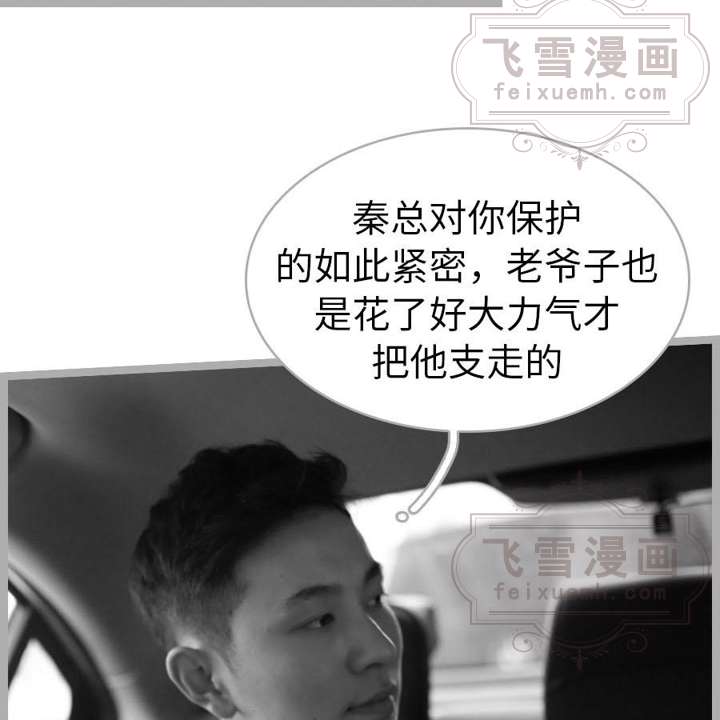 飞雪漫画
feixuemh.com
秦总对你保护
的如此紧密，老爷子也
是花了好大力气才
把他支走的
飞雪漫画
feixuemh.com